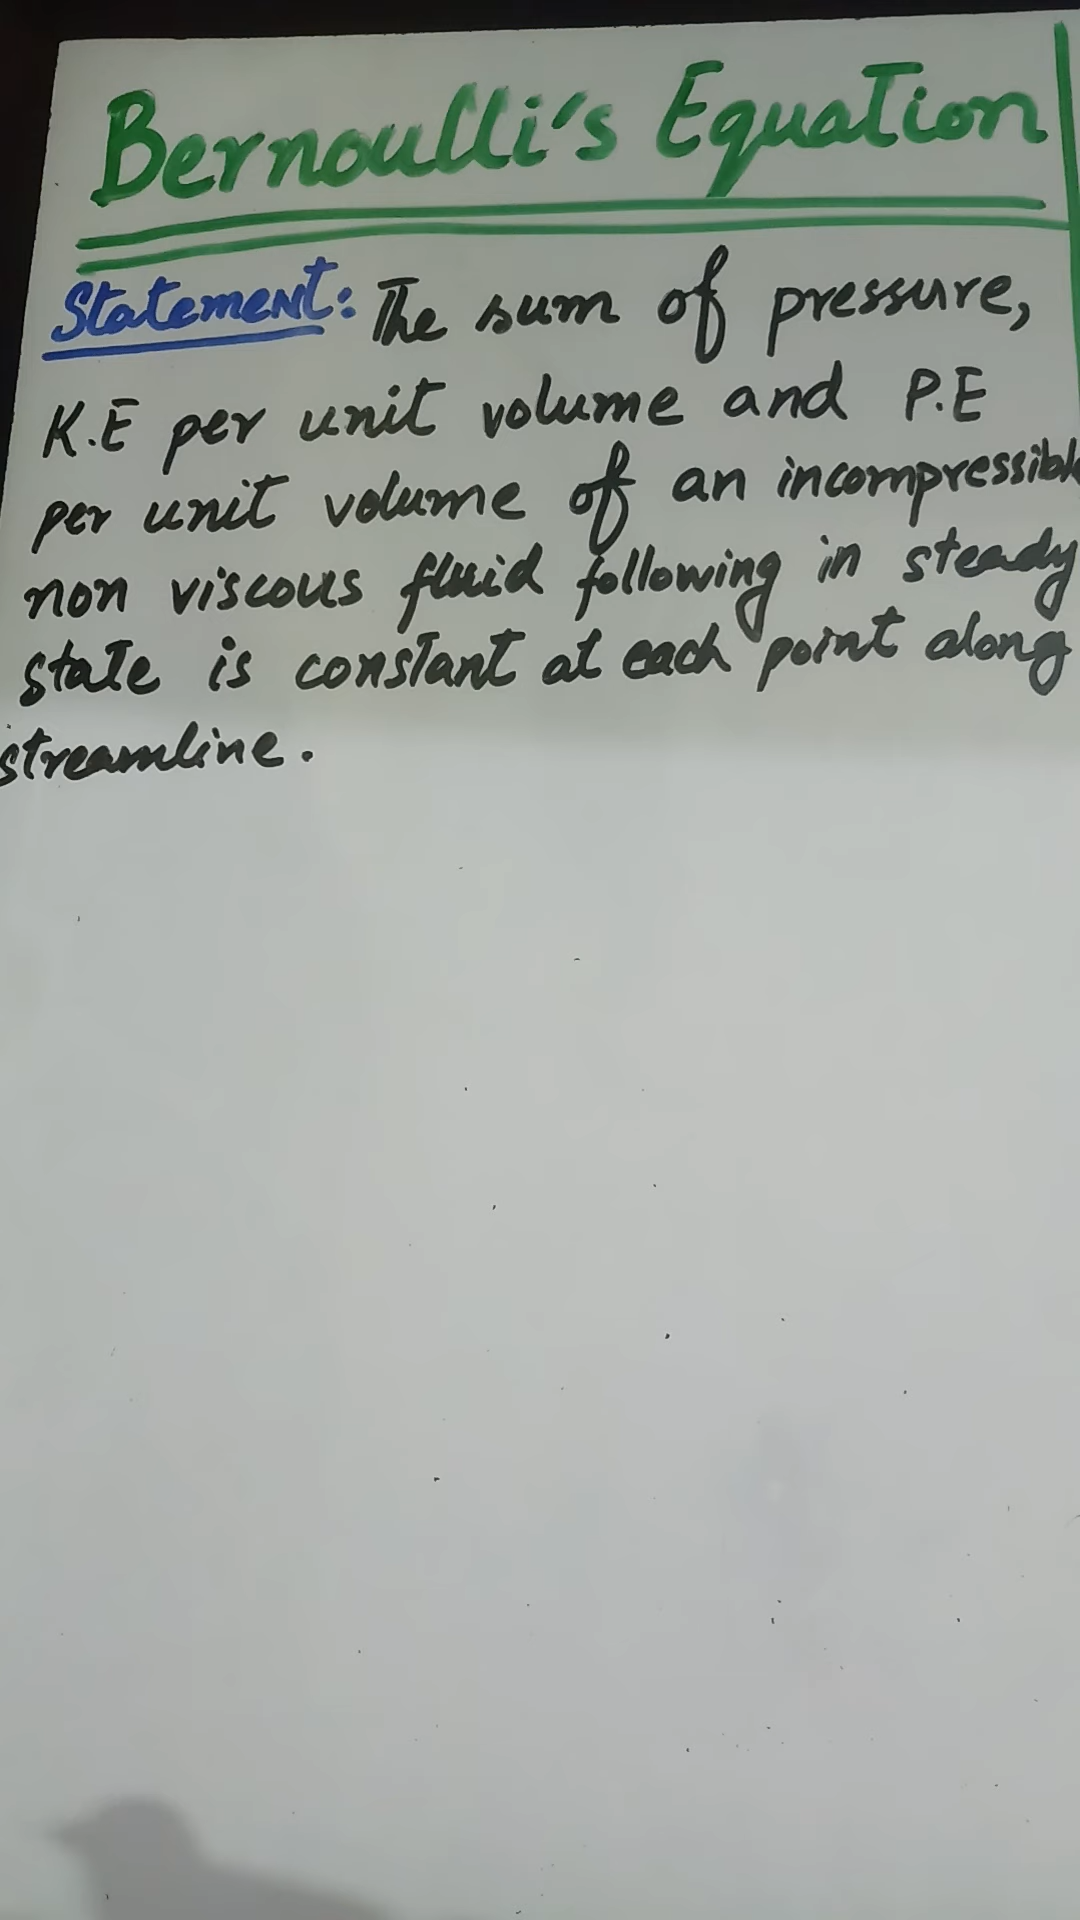 Bernoulli's Equation
Statement: The sum of pressure,
K.E per unit volume and P.E
per unit volume of an incompressible
non viscous fluid following in steady
state is constant at each point along
streamline.